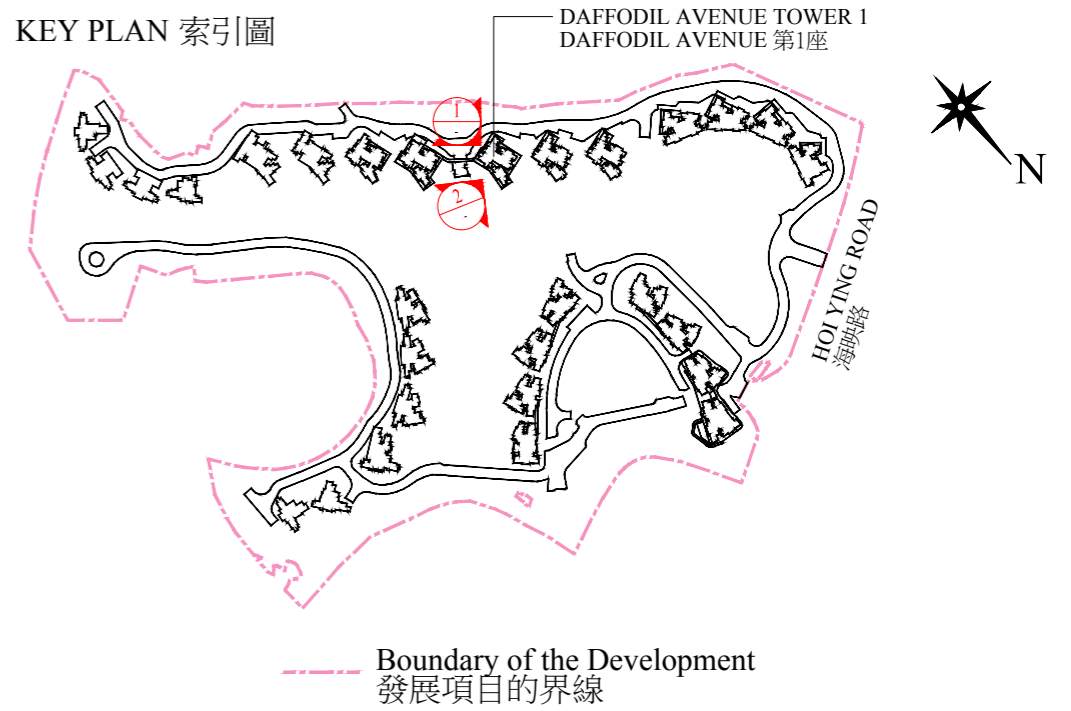 KEY PLAN 索引圖
DAFFODIL AVENUE TOWER 1
DAFFODIL AVENUE 第1座
1
-
2
-
N
HOI YING ROAD
海映路
Boundary of the Development
發展項目的界線